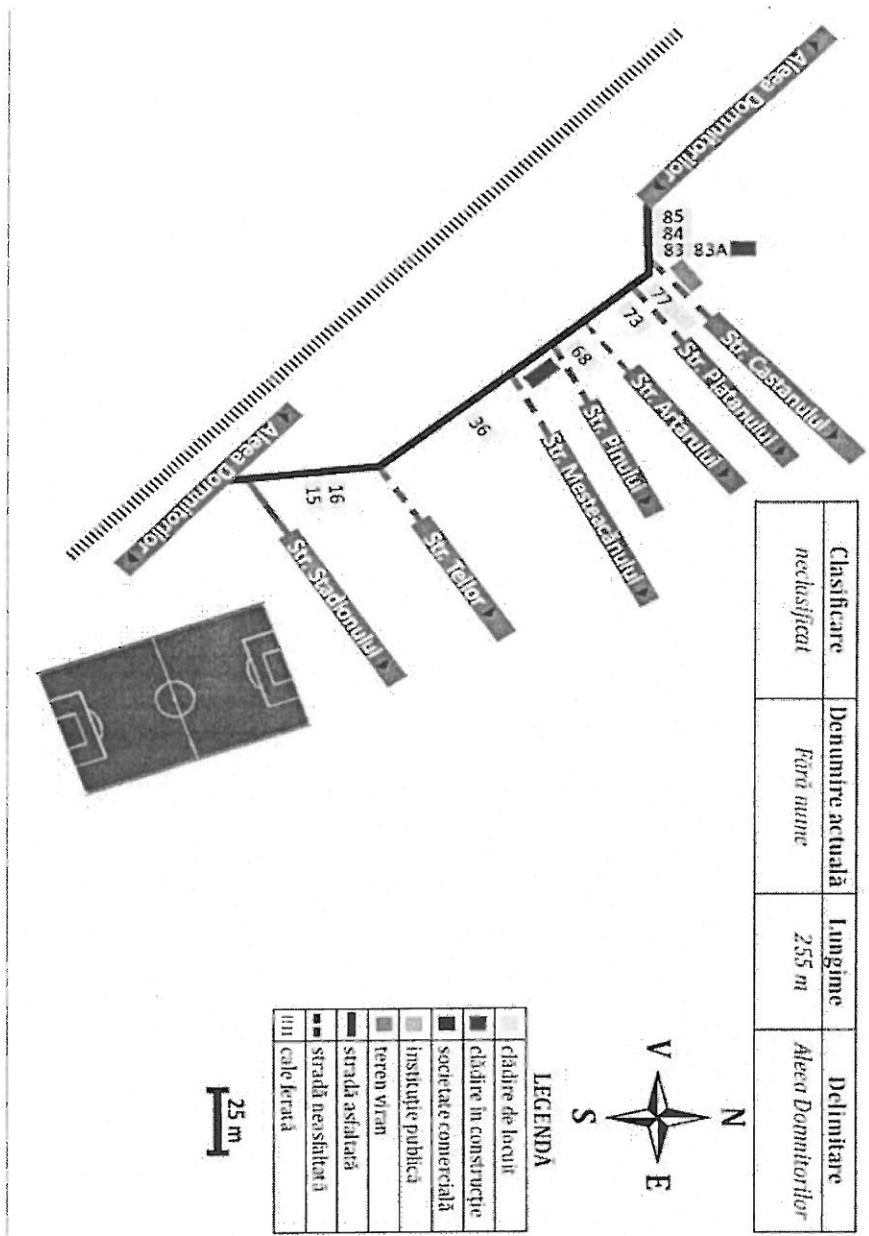 Clasificare Denumire actuală Lungime Delimitare
neclasificat Fără nume 255 m Aleea Domnitorilor
Aleea Domnitorilor
85
84
83 83A
77
73
68
36
16
15
Str. Castanului
Str. Platanului
Str. Artarului
Str. Pinului
Str. Mesteacănului
Str. Teilor
Str. Stadionului
Aleea Domnitorilor
N
V
E
S
LEGENDĂ
clădire de locuit
clădire în construcție
societate comercială
instituție publică
teren viran
stradă asfaltată
stradă neasfaltată
cale ferată
25 m